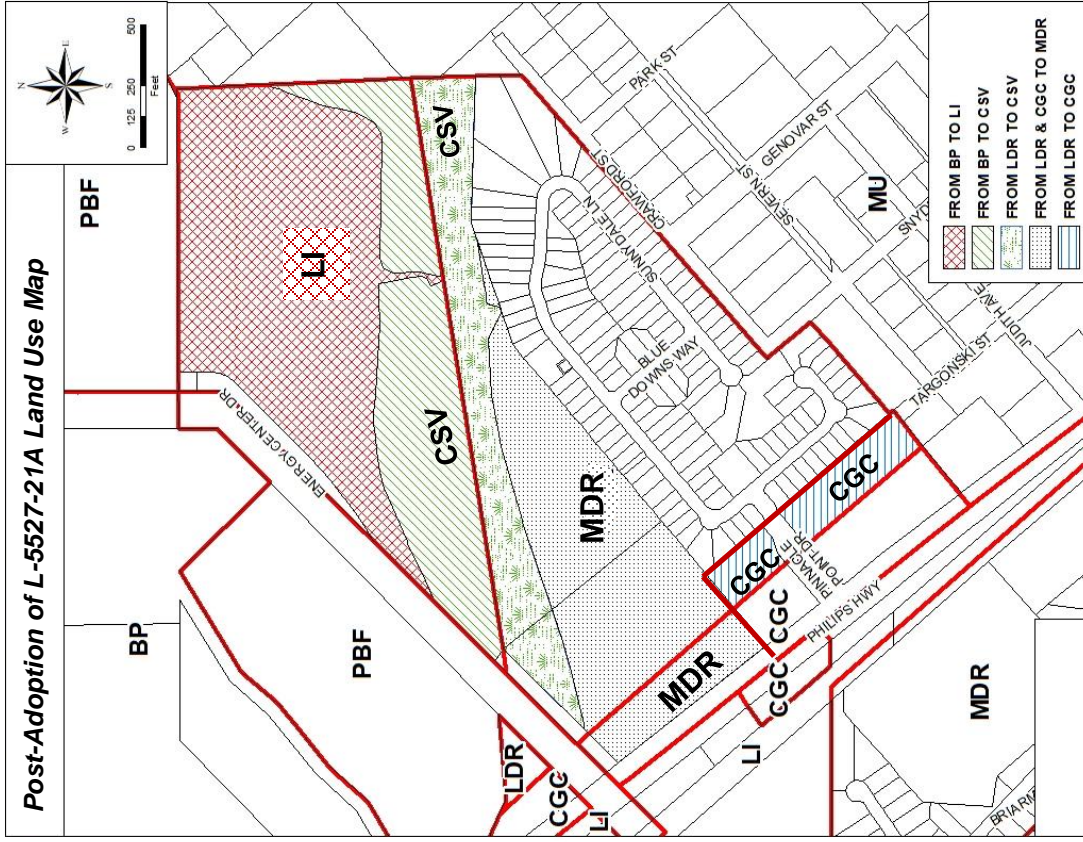 Post-Adoption of L-5527-21A Land Use Map
N
W
E
S
0
125
250
500
Feet
PBF
BP
PBF
LI
ENERGY CENTER DR
CSV
CSV
LDR
CGC
LI
MDR
MDR
BLUE
DOWNS WAY
SUNNY DALE LN
CRAWFORD ST
PARK ST
SEVERN ST
GENOVAR ST
MU
JUDITH AVE
TARGONSKI ST
CGC
CGC
PINNACLE
POINT DR
CGC
CGC
PHILIPS HWY
LI
MDR
FROM BP TO LI
FROM BP TO CSV
FROM LDR TO CSV
FROM LDR & CGC TO MDR
FROM LDR TO CGC